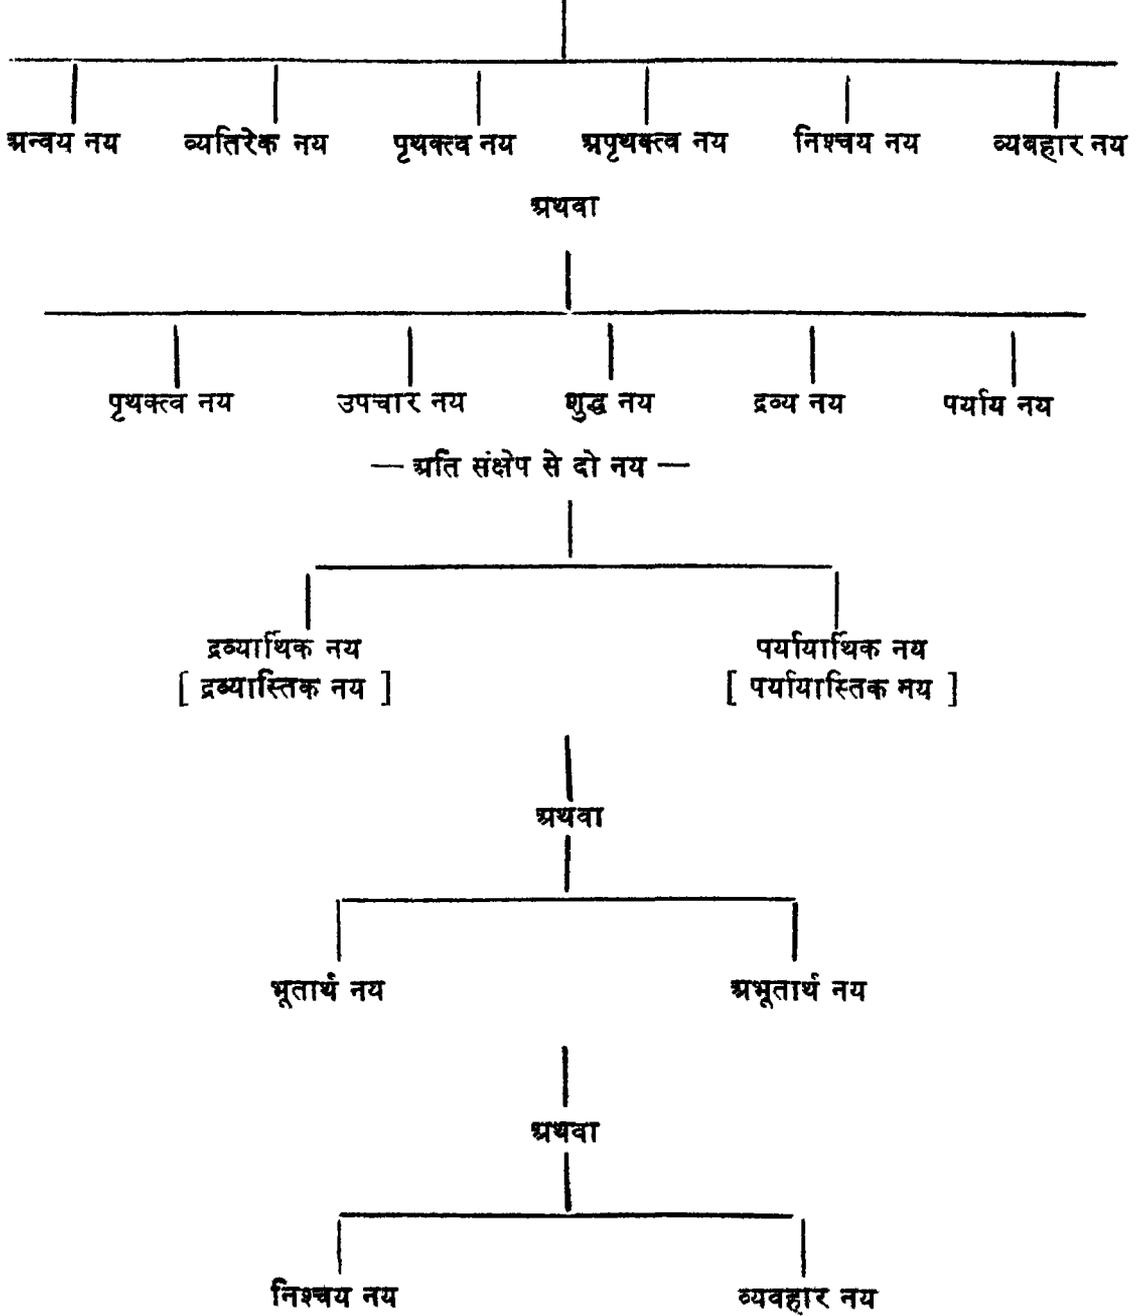 अन्वय नय व्यतिरेक नय पृथक्त्व नय अपृथक्त्व नय निश्चय नय व्यवहार नय
अथवा
पृथक्त्व नय उपचार नय शुद्ध नय द्रव्य नय पर्याय नय
— अति संक्षेप से दो नय —
द्रव्यार्थिक नय पर्यायार्थिक नय
[ द्रव्यास्तिक नय ] [ पर्यायास्तिक नय ]
अथवा
भूतार्थ नय अभूतार्थ नय
अथवा
निश्चय नय व्यवहार नय